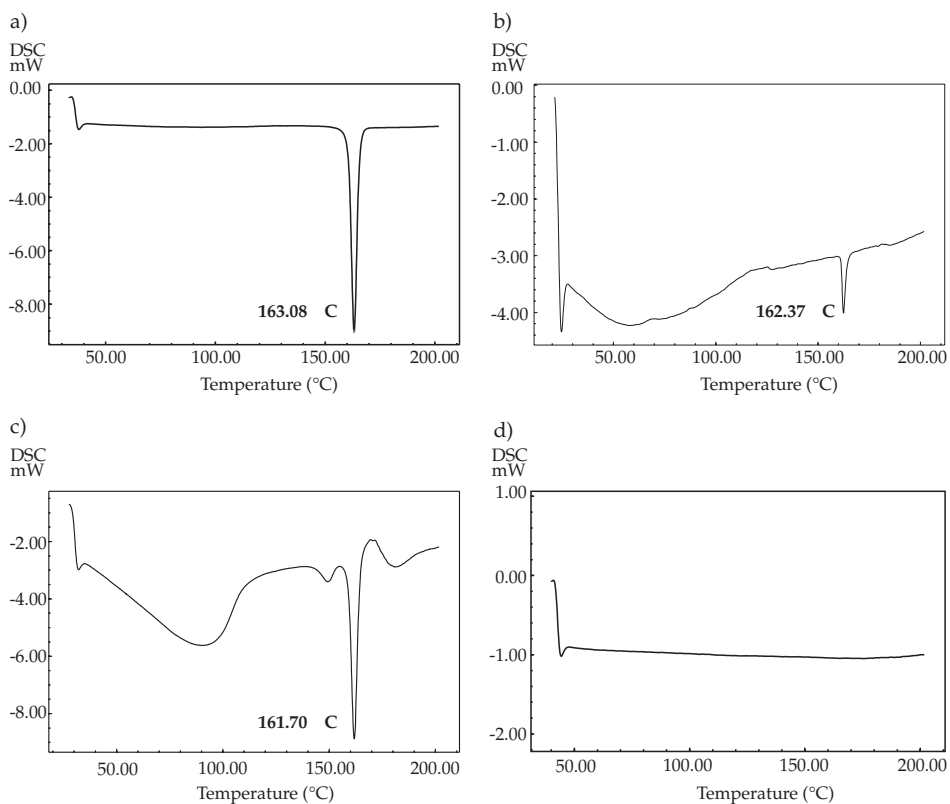 a)
DSC
mW
0.00
-2.00
-4.00
-6.00
-8.00
163.08 C
50.00 100.00 150.00 200.00
Temperature (°C)
b)
DSC
mW
0.00
-1.00
-2.00
-3.00
-4.00
162.37 C
50.00 100.00 150.00 200.00
Temperature (°C)
c)
DSC
mW
-2.00
-4.00
-6.00
-8.00
161.70 C
50.00 100.00 150.00 200.00
Temperature (°C)
d)
DSC
mW
1.00
0.00
-1.00
-2.00
50.00 100.00 150.00 200.00
Temperature (°C)